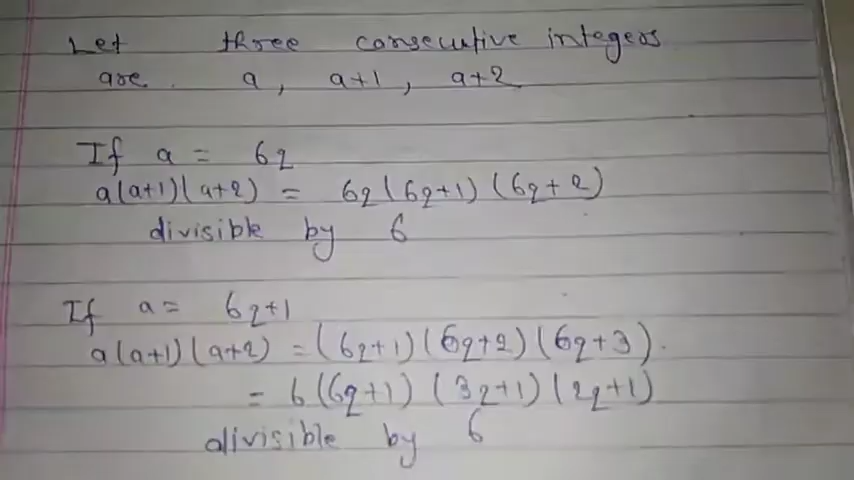 Let three consecutive integers
are a, a+1, a+2
If a = 6q
a(a+1)(a+2) = 6q(6q+1)(6q+2)
divisible by 6
If a = 6q+1
a(a+1)(a+2) = (6q+1)(6q+2)(6q+3).
= 6(6q+1)(3q+1)(2q+1)
divisible by 6